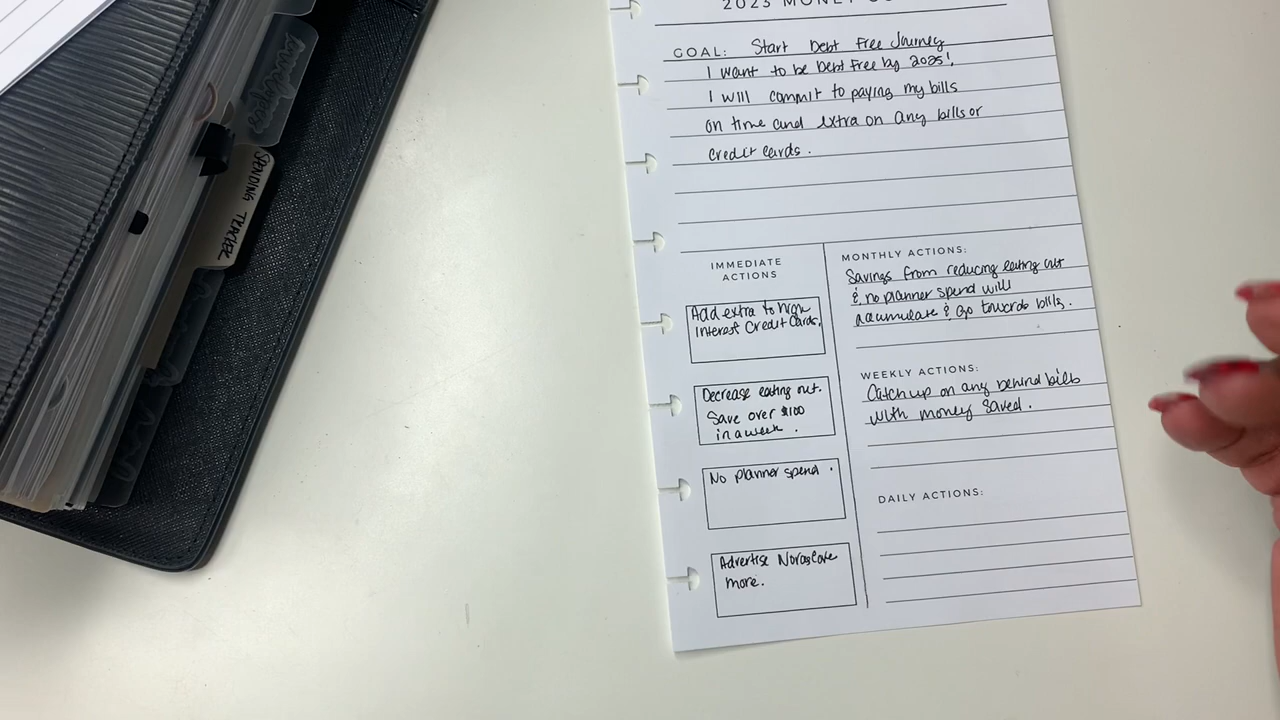 2023 MONEY
GOAL: Start Debt Free Journey
I want to be Debt Free by 2025!
I will commit to paying my bills
on time and extra on any bills or
credit cards.
IMMEDIATE
ACTIONS
Add extra to high
interest Credit Cards.
Decrease eating out.
Save over $100
in a week.
No planner spend.
Advertise
more.
MONTHLY ACTIONS:
Savings from reducing eating out
& no planner spend will
accumulate & go towards bills.
WEEKLY ACTIONS:
Catch up on any behind bills
with money saved.
DAILY ACTIONS:
SPENDING TRACKER